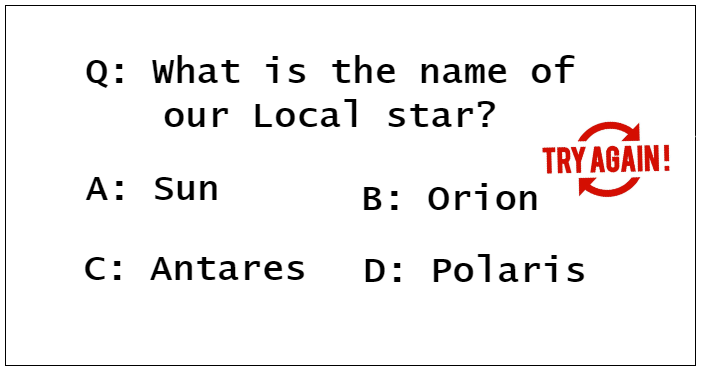 Q: What is the name of
our Local star?
TRY AGAIN!
A: Sun
B: Orion
C: Antares
D: Polaris